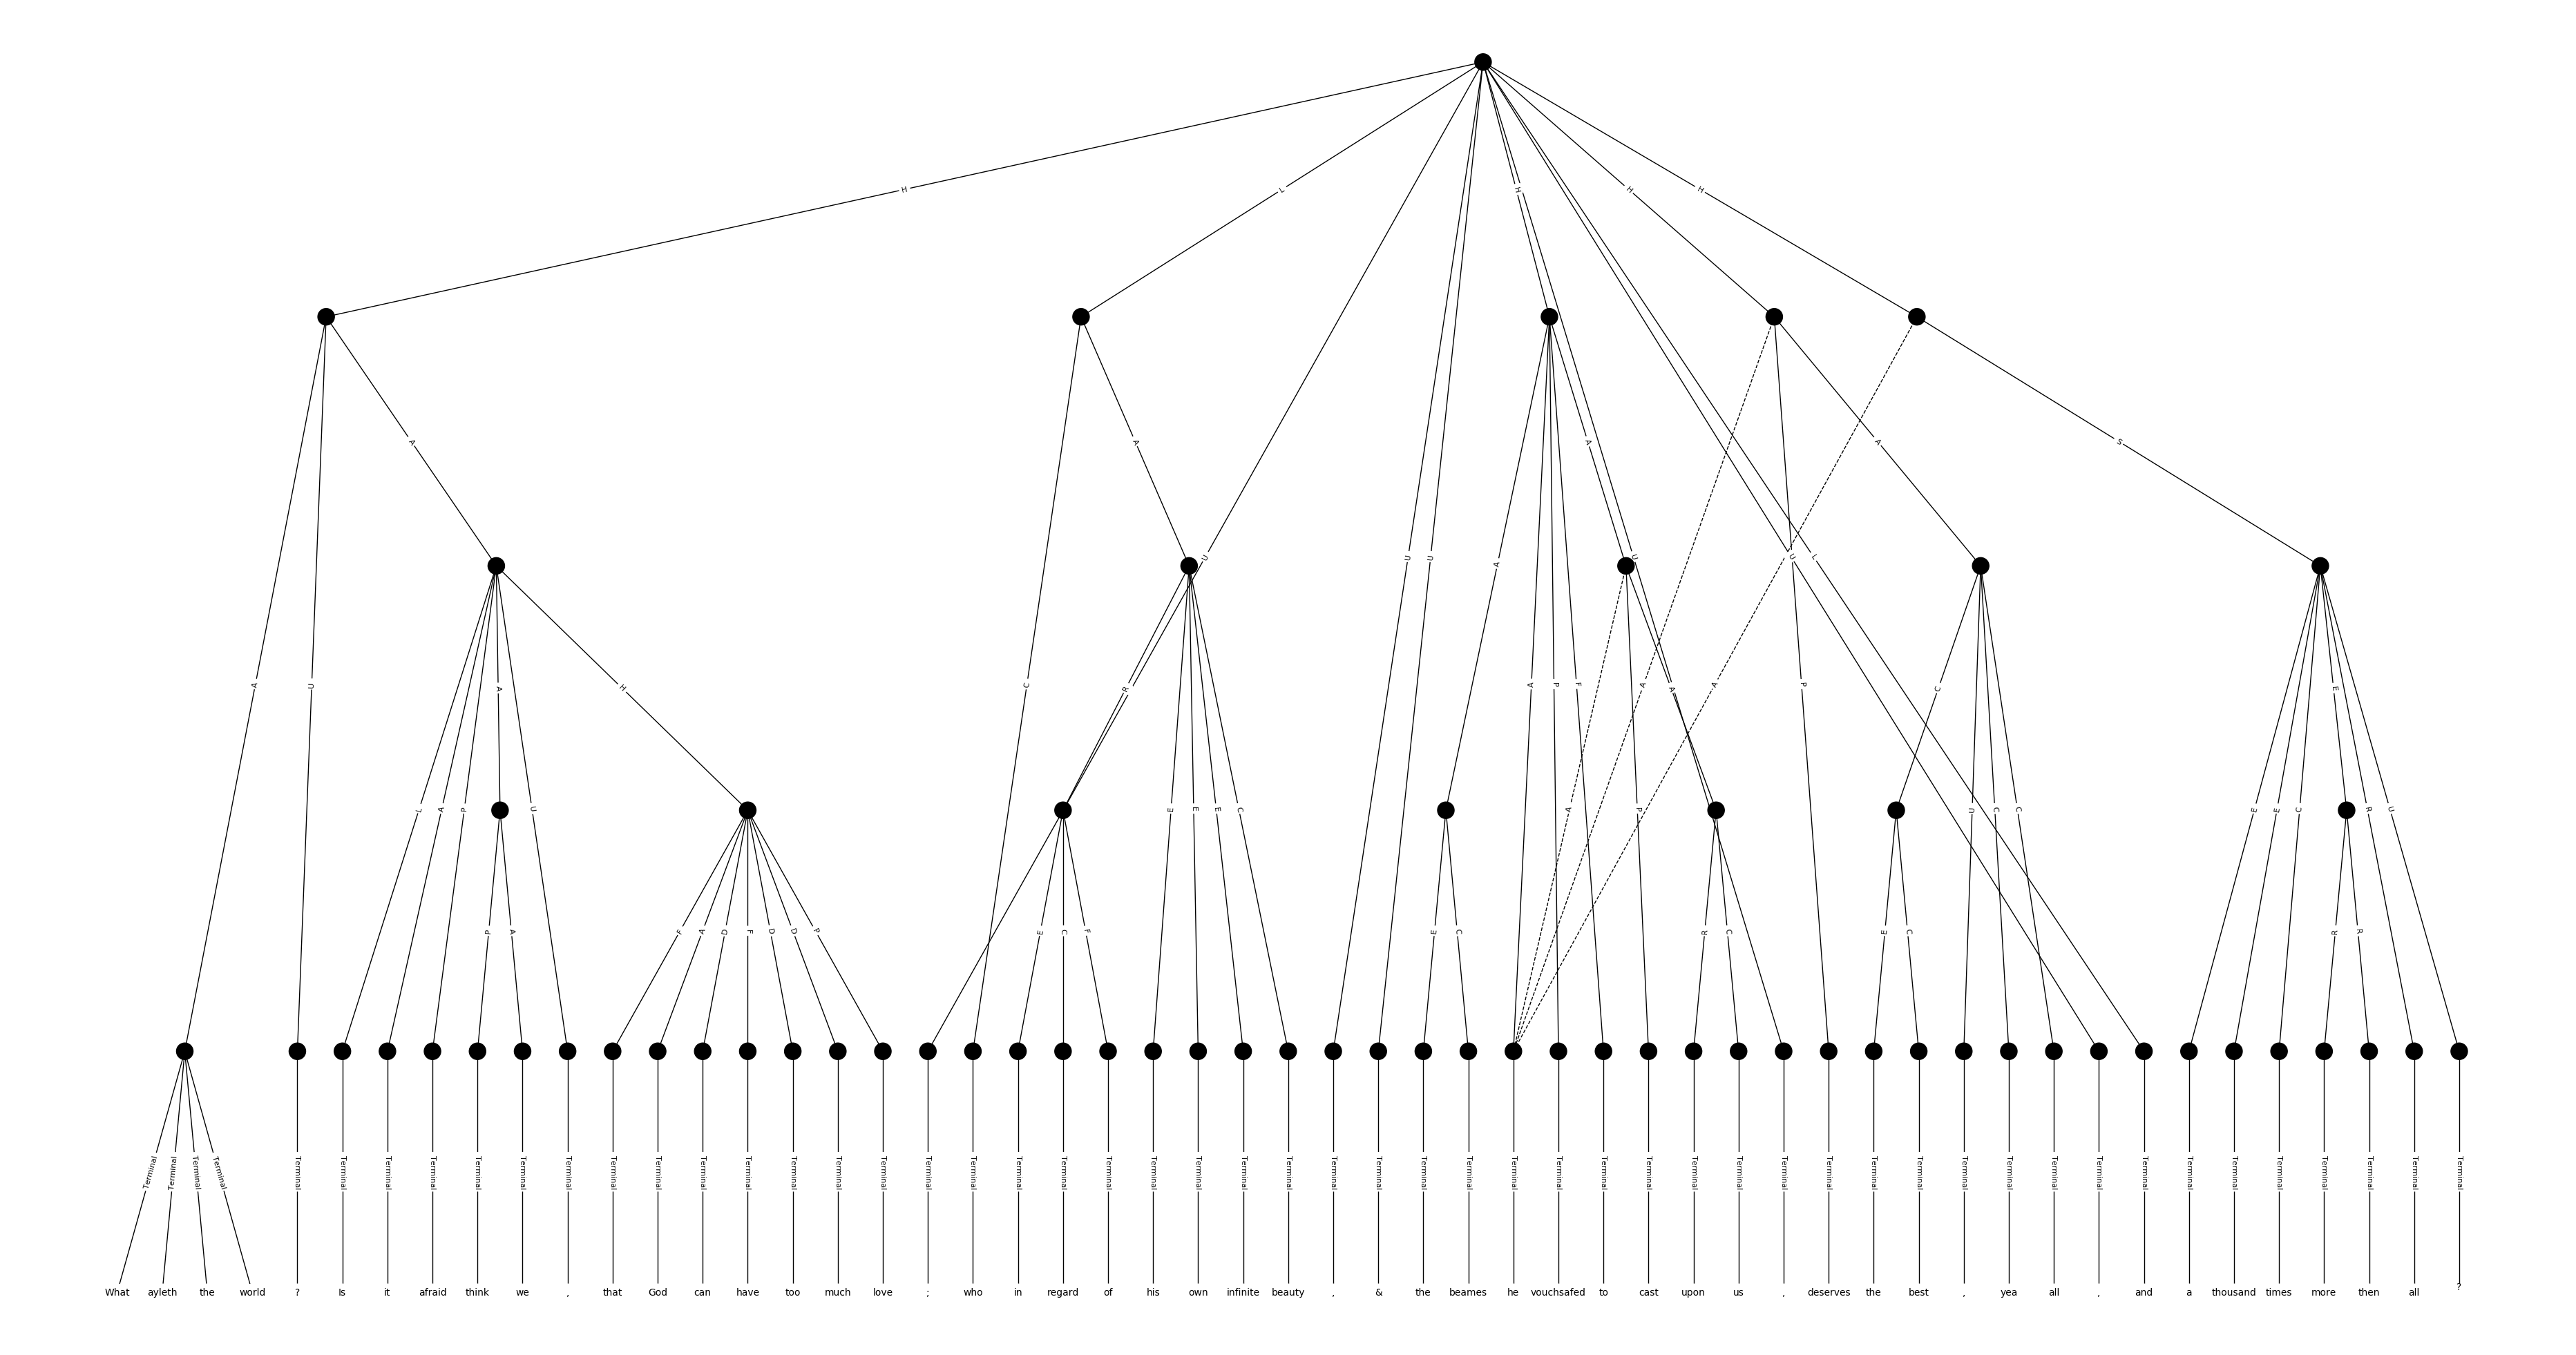 H L H H H
A A A S
U U U U U L
A U C R A P F P A A A A P C
L A P A U H E E E C A P E U C C E E C E R U
P A F A D F D D P E C F E C R C E C R R
Terminal Terminal Terminal Terminal Terminal Terminal Terminal Terminal Terminal Terminal Terminal Terminal Terminal Terminal Terminal Terminal Terminal Terminal Terminal Terminal Terminal Terminal Terminal Terminal Terminal Terminal Terminal Terminal Terminal Terminal Terminal Terminal Terminal Terminal Terminal Terminal Terminal Terminal Terminal Terminal Terminal Terminal Terminal Terminal Terminal Terminal Terminal Terminal Terminal Terminal Terminal Terminal Terminal
What ayleth the world ? Is it afraid think we , that God can have too much love ; who in regard of his own infinite beauty , & the beames he vouchsafed to cast upon us , deserves the best , yea all , and a thousand times more then all ?